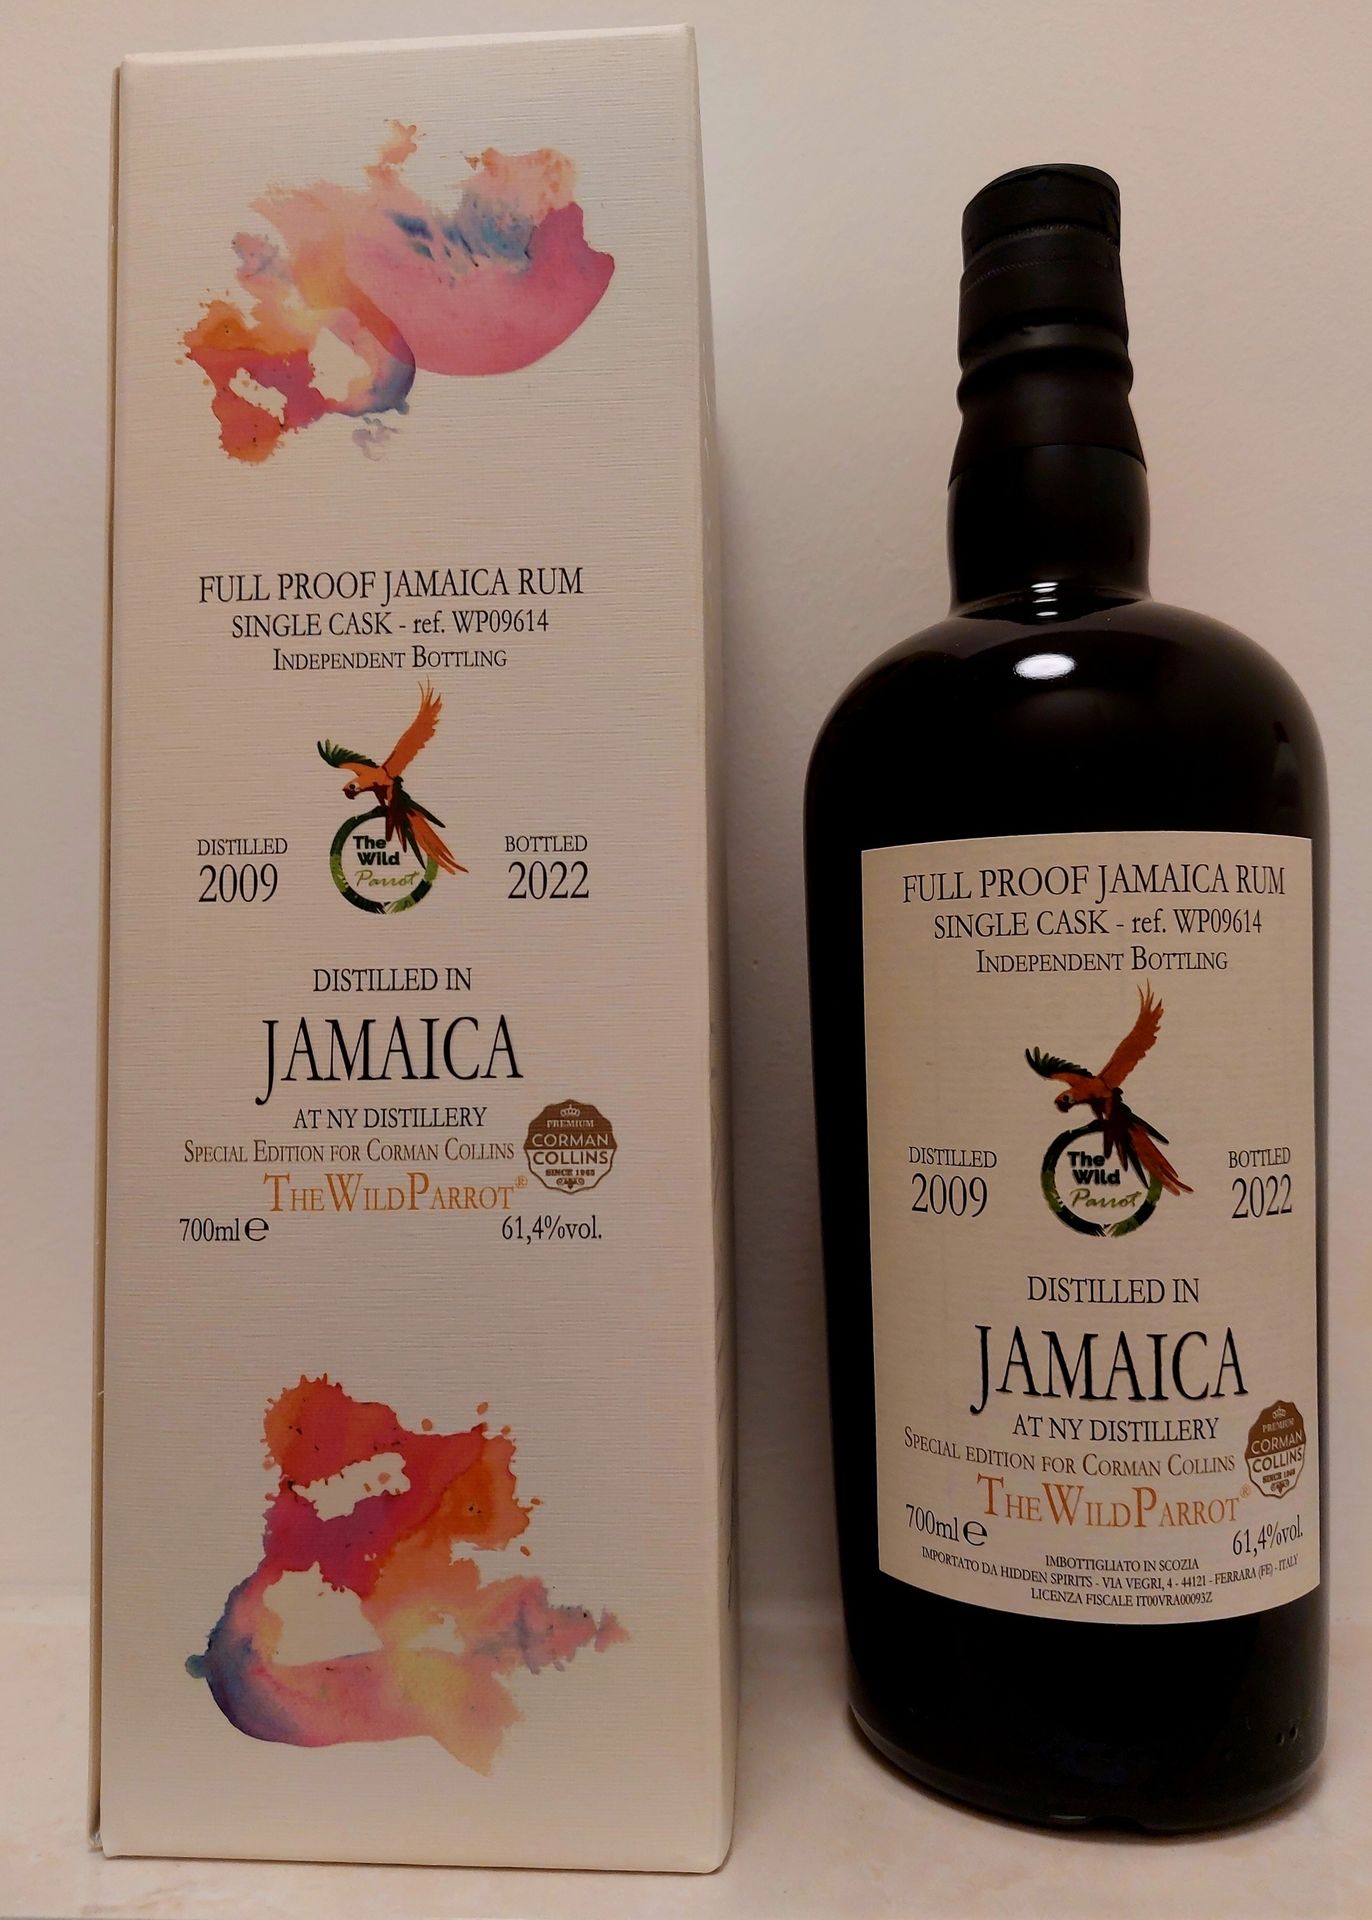 FULL PROOF JAMAICA RUM
SINGLE CASK - ref. WP09614
INDEPENDENT BOTTLING
DISTILLED
2009
The
Wild
Parrot
BOTTLED
2022
DISTILLED IN
JAMAICA
AT NY DISTILLERY
SPECIAL EDITION FOR CORMAN COLLINS
PREMIUM
CORMAN
COLLINS
SINCE 1965
THEWILDPARROT®
700ml e
61,4%vol.
FULL PROOF JAMAICA RUM
SINGLE CASK - ref. WP09614
INDEPENDENT BOTTLING
DISTILLED
2009
The
Wild
Parrot
BOTTLED
2022
DISTILLED IN
JAMAICA
AT NY DISTILLERY
SPECIAL EDITION FOR CORMAN COLLINS
PREMIUM
CORMAN
COLLINS
SINCE 1965
THEWILDPARROT®
700ml e
61,4%vol.
IMBOTTIGLIATO IN SCOZIA
IMPORTATO DA HIDDEN SPIRITS - VIA VEGRI, 4 - 44121 - FERRARA (FE) - ITALY
LICENZA FISCALE IT00VRA00093Z